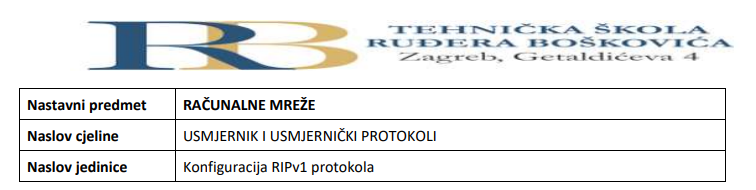 RB
TEHNIČKA ŠKOLA
RUĐERA BOŠKOVIĆA
Zagreb, Getaldićeva 4
Nastavni predmet RAČUNALNE MREŽE
Naslov cjeline USMJERNIK I USMJERNIČKI PROTOKOLI
Naslov jedinice Konfiguracija RIPv1 protokola